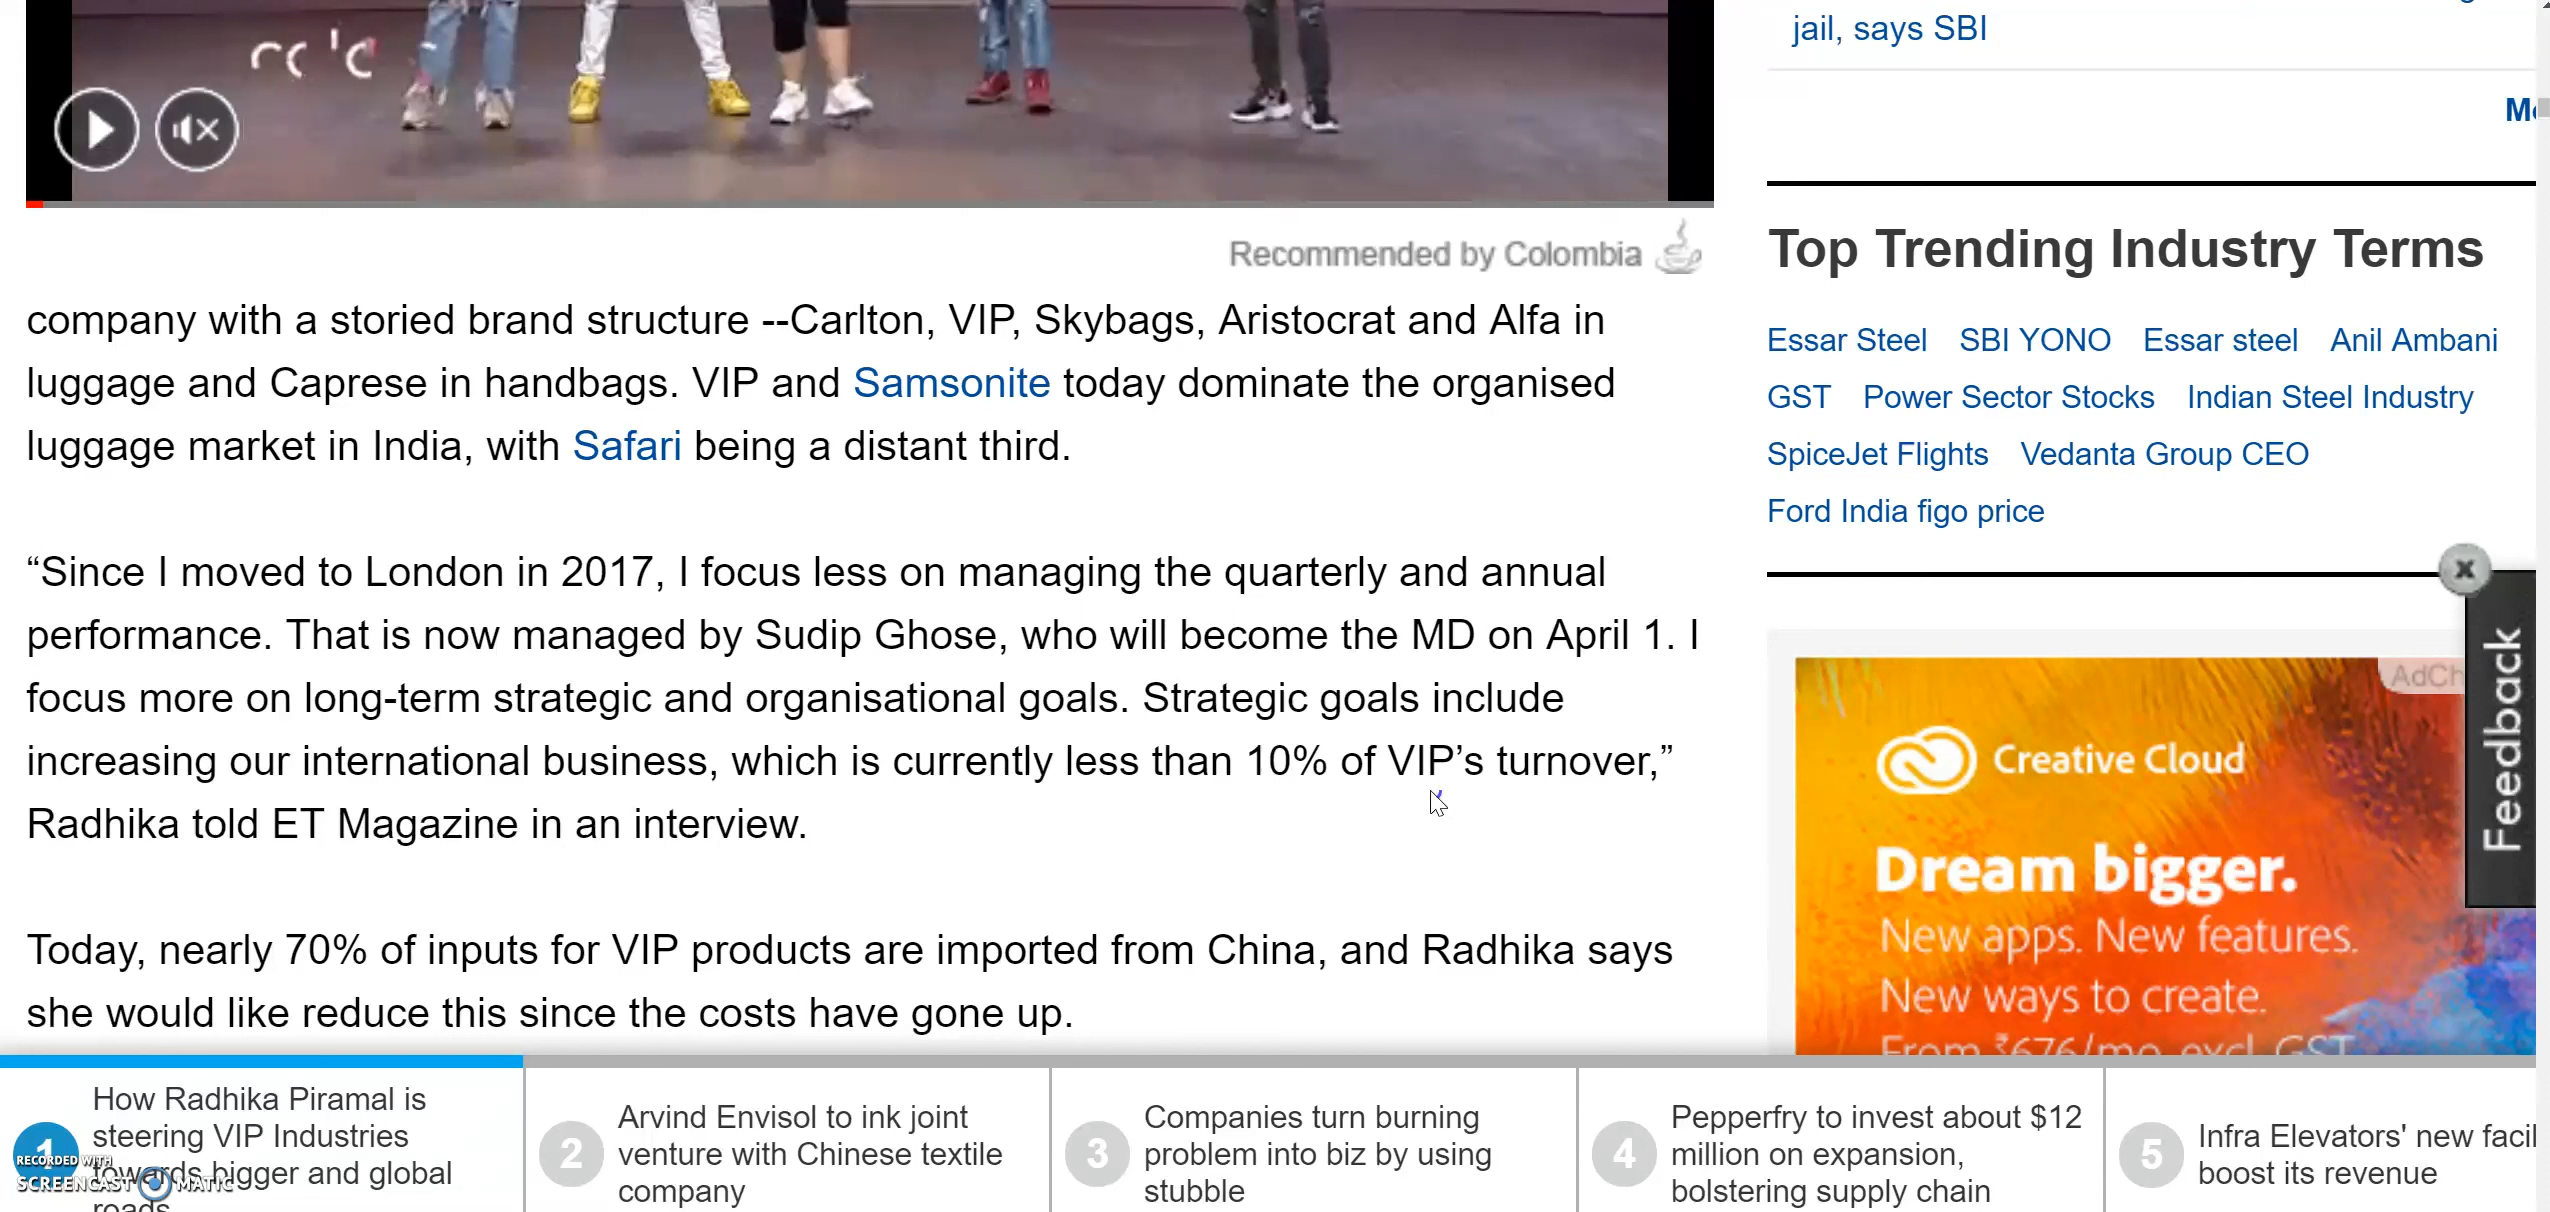 jail, says SBI
Recommended by Colombia
Top Trending Industry Terms
company with a storied brand structure --Carlton, VIP, Skybags, Aristocrat and Alfa in
luggage and Caprese in handbags. VIP and Samsonite today dominate the organised
luggage market in India, with Safari being a distant third.
“Since I moved to London in 2017, I focus less on managing the quarterly and annual
performance. That is now managed by Sudip Ghose, who will become the MD on April 1. I
focus more on long-term strategic and organisational goals. Strategic goals include
increasing our international business, which is currently less than 10% of VIP’s turnover,”
Radhika told ET Magazine in an interview.
Today, nearly 70% of inputs for VIP products are imported from China, and Radhika says
she would like reduce this since the costs have gone up.
Essar Steel SBI YONO Essar steel Anil Ambani
GST Power Sector Stocks Indian Steel Industry
SpiceJet Flights Vedanta Group CEO
Ford India figo price
x
Feedback
AdCh
Creative Cloud
Dream bigger.
New apps. New features.
New ways to create.
From ₹676/mo. excl. GST
1
How Radhika Piramal is
steering VIP Industries
towards bigger and global
roads
RECORDED WITH
SCREENCAST MATIC
2
Arvind Envisol to ink joint
venture with Chinese textile
company
3
Companies turn burning
problem into biz by using
stubble
4
Pepperfry to invest about $12
million on expansion,
bolstering supply chain
5
Infra Elevators' new facil
boost its revenue